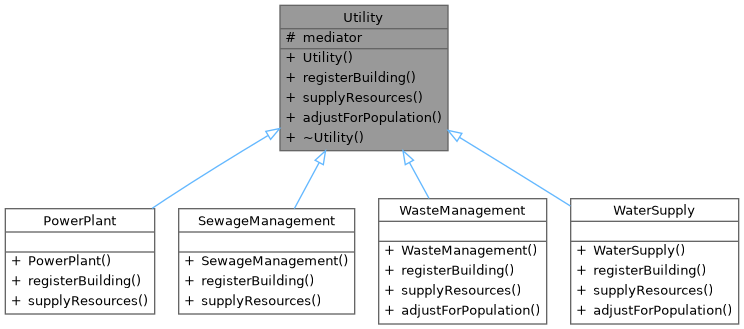 Utility
# mediator
+ Utility()
+ registerBuilding()
+ supplyResources()
+ adjustForPopulation()
+ ~Utility()
PowerPlant
+ PowerPlant()
+ registerBuilding()
+ supplyResources()
SewageManagement
+ SewageManagement()
+ registerBuilding()
+ supplyResources()
WasteManagement
+ WasteManagement()
+ registerBuilding()
+ supplyResources()
+ adjustForPopulation()
WaterSupply
+ WaterSupply()
+ registerBuilding()
+ supplyResources()
+ adjustForPopulation()